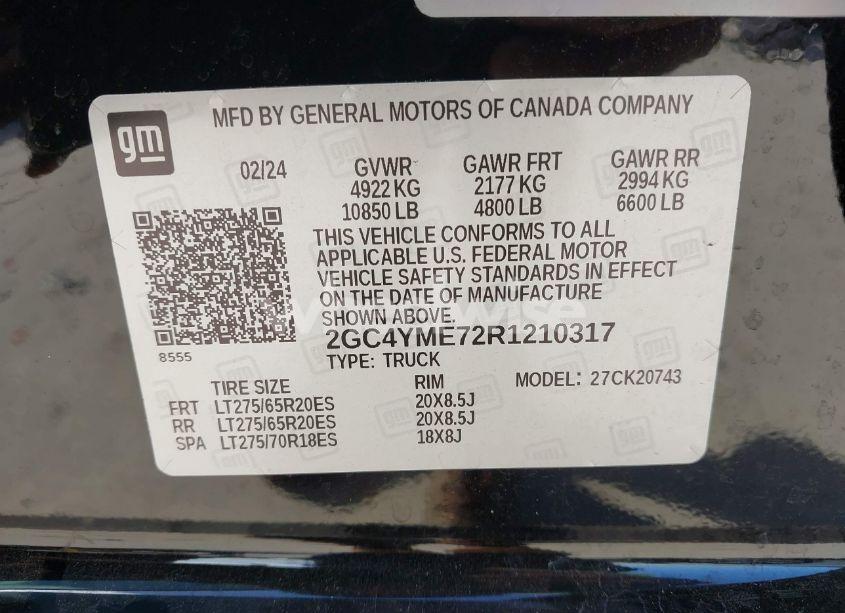 gm
MFD BY GENERAL MOTORS OF CANADA COMPANY
02/24 GVWR GAWR FRT GAWR RR
4922 KG 2177 KG 2994 KG
10850 LB 4800 LB 6600 LB
THIS VEHICLE CONFORMS TO ALL
APPLICABLE U.S. FEDERAL MOTOR
VEHICLE SAFETY STANDARDS IN EFFECT
ON THE DATE OF MANUFACTURE
SHOWN ABOVE.
2GC4YME72R1210317
8555
TYPE: TRUCK
TIRE SIZE RIM MODEL: 27CK20743
FRT LT275/65R20ES 20X8.5J
RR LT275/65R20ES 20X8.5J
SPA LT275/70R18ES 18X8J